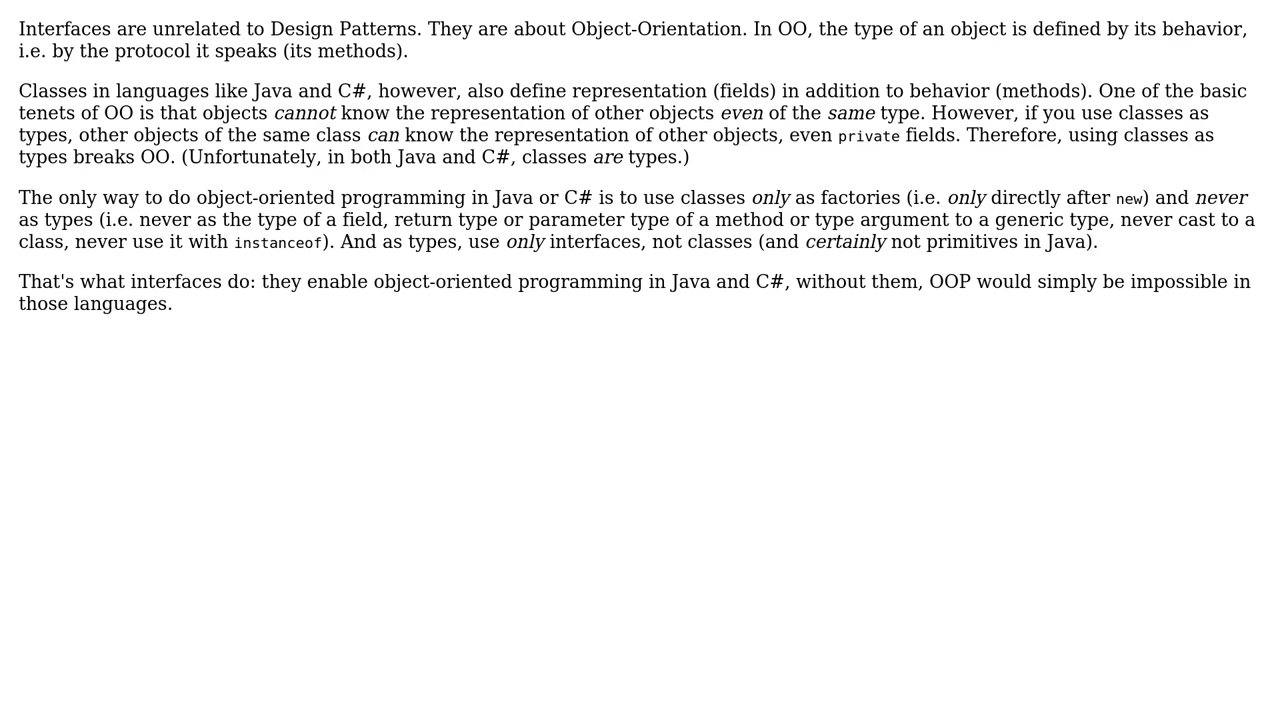 Interfaces are unrelated to Design Patterns. They are about Object-Orientation. In OO, the type of an object is defined by its behavior,
i.e. by the protocol it speaks (its methods).
Classes in languages like Java and C#, however, also define representation (fields) in addition to behavior (methods). One of the basic
tenets of OO is that objects cannot know the representation of other objects even of the same type. However, if you use classes as
types, other objects of the same class can know the representation of other objects, even private fields. Therefore, using classes as
types breaks OO. (Unfortunately, in both Java and C#, classes are types.)
The only way to do object-oriented programming in Java or C# is to use classes only as factories (i.e. only directly after new) and never
as types (i.e. never as the type of a field, return type or parameter type of a method or type argument to a generic type, never cast to a
class, never use it with instanceof). And as types, use only interfaces, not classes (and certainly not primitives in Java).
That's what interfaces do: they enable object-oriented programming in Java and C#, without them, OOP would simply be impossible in
those languages.